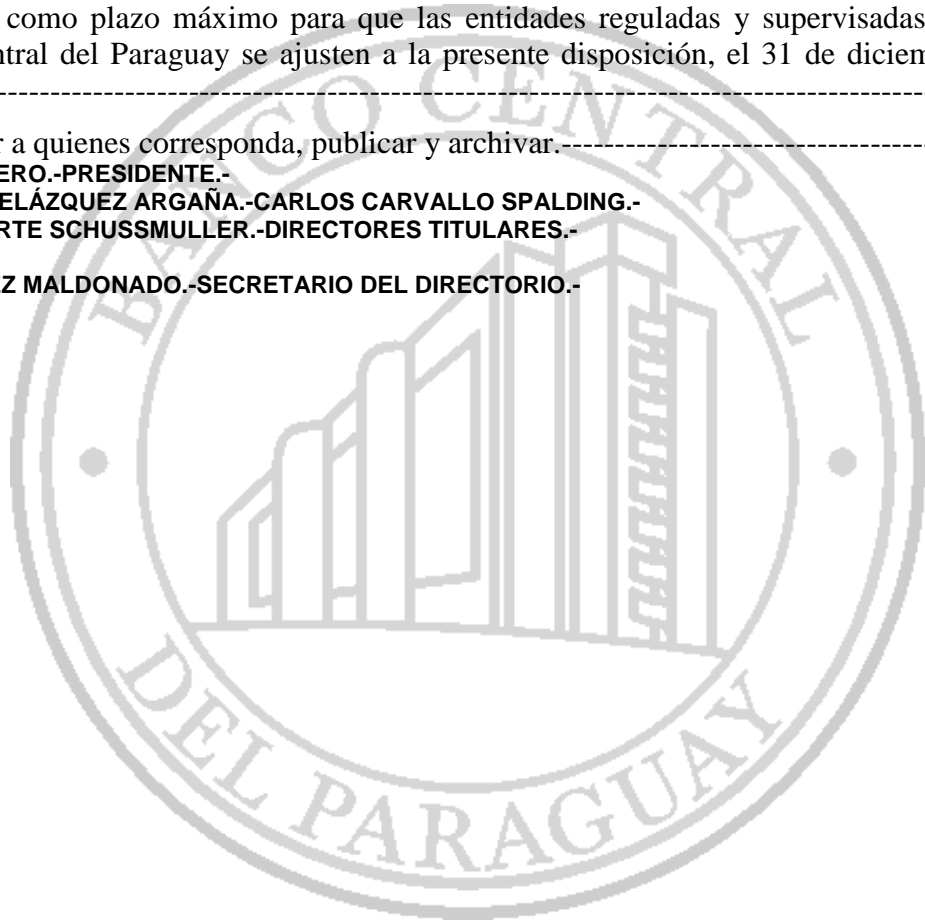 como plazo máximo para que las entidades reguladas y supervisadas
ntral del Paraguay se ajusten a la presente disposición, el 31 de diciem
--------------------------------------------------------------------------------
r a quienes corresponda, publicar y archivar.-----------------------------------
ERO.-PRESIDENTE.-
ELÁZQUEZ ARGAÑA.-CARLOS CARVALLO SPALDING.-
RTE SCHUSSMULLER.-DIRECTORES TITULARES.-
EZ MALDONADO.-SECRETARIO DEL DIRECTORIO.-
BANCO CENTRAL
DEL PARAGUAY